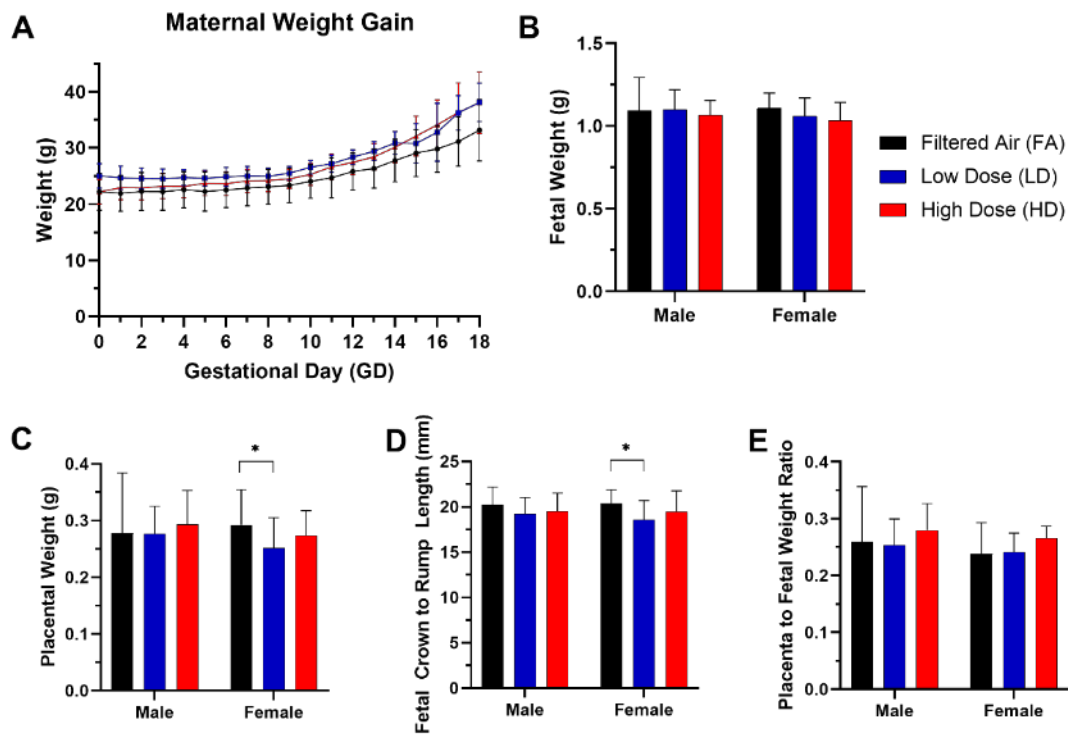 A
Maternal Weight Gain
Weight (g)
40
30
20
10
0
0 2 4 6 8 10 12 14 16 18
Gestational Day (GD)
B
Fetal Weight (g)
1.5
1.0
0.5
0.0
Male Female
Filtered Air (FA)
Low Dose (LD)
High Dose (HD)
C
Placental Weight (g)
0.4
0.3
0.2
0.1
0.0
*
Male Female
D
Fetal Crown to Rump Length (mm)
25
20
15
10
5
0
*
Male Female
E
Placenta to Fetal Weight Ratio
0.4
0.3
0.2
0.1
0.0
Male Female